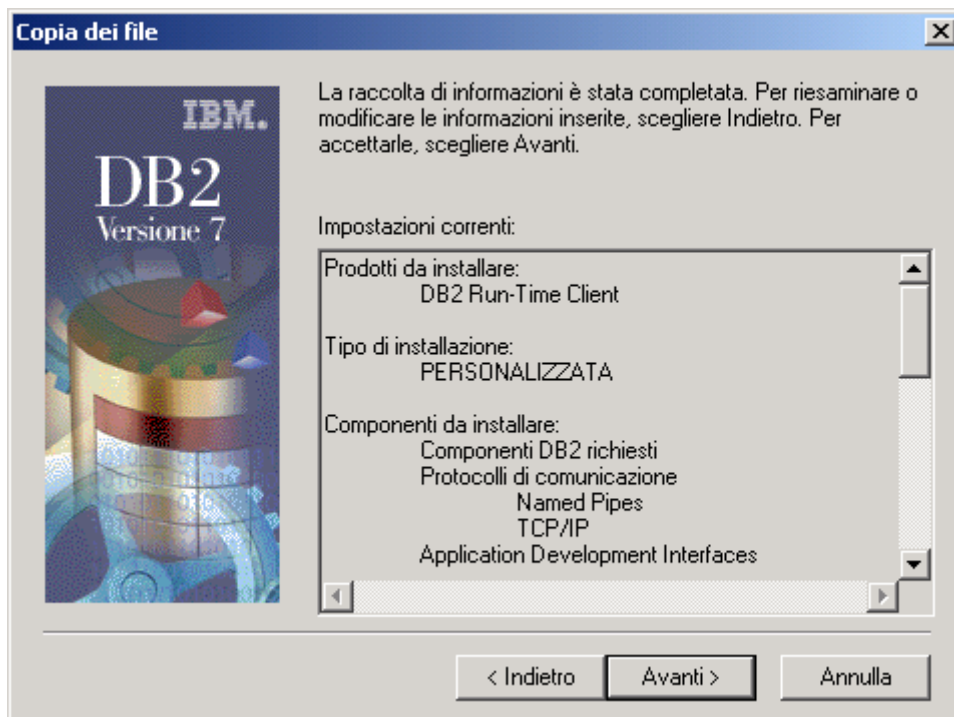 Copia dei file
IBM.
DB2
Versione 7
La raccolta di informazioni è stata completata. Per riesaminare o
modificare le informazioni inserite, scegliere Indietro. Per
accettarle, scegliere Avanti.
Impostazioni correnti:
Prodotti da installare:
DB2 Run-Time Client
Tipo di installazione:
PERSONALIZZATA
Componenti da installare:
Componenti DB2 richiesti
Protocolli di comunicazione
Named Pipes
TCP/IP
Application Development Interfaces
< Indietro
Avanti >
Annulla